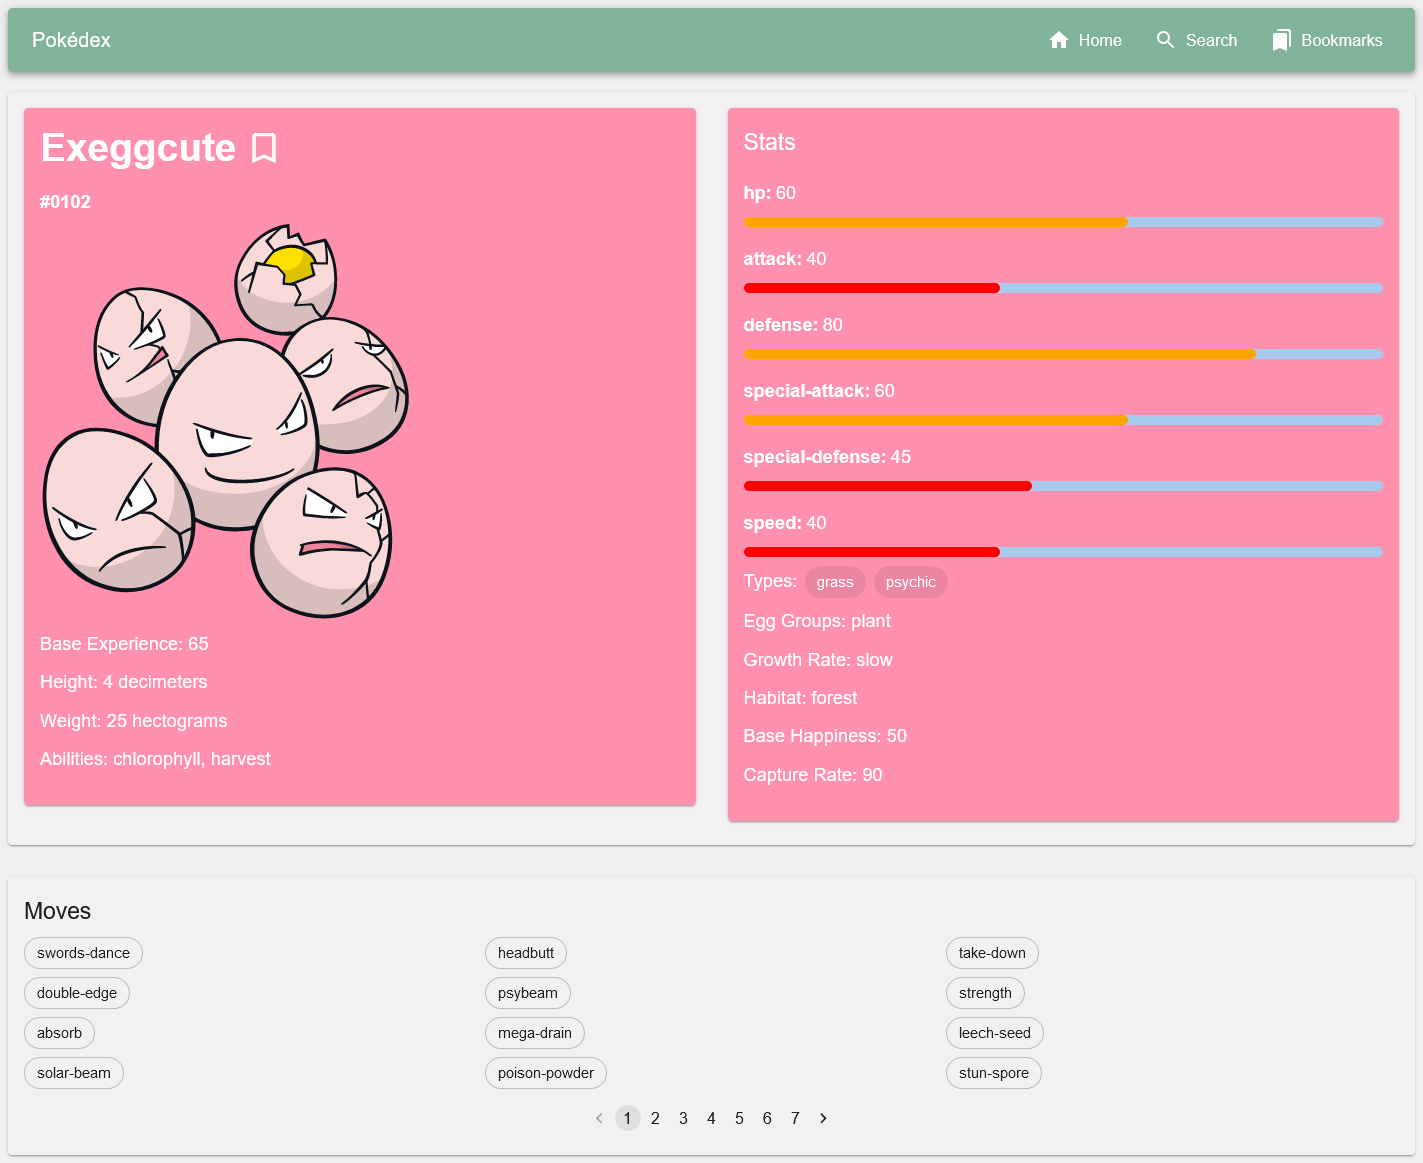 Pokédex
Home
Search
Bookmarks
Exeggcute
#0102
Base Experience: 65
Height: 4 decimeters
Weight: 25 hectograms
Abilities: chlorophyll, harvest
Stats
hp: 60
attack: 40
defense: 80
special-attack: 60
special-defense: 45
speed: 40
Types: grass psychic
Egg Groups: plant
Growth Rate: slow
Habitat: forest
Base Happiness: 50
Capture Rate: 90
Moves
swords-dance headbutt take-down
double-edge psybeam strength
absorb mega-drain leech-seed
solar-beam poison-powder stun-spore
1 2 3 4 5 6 7